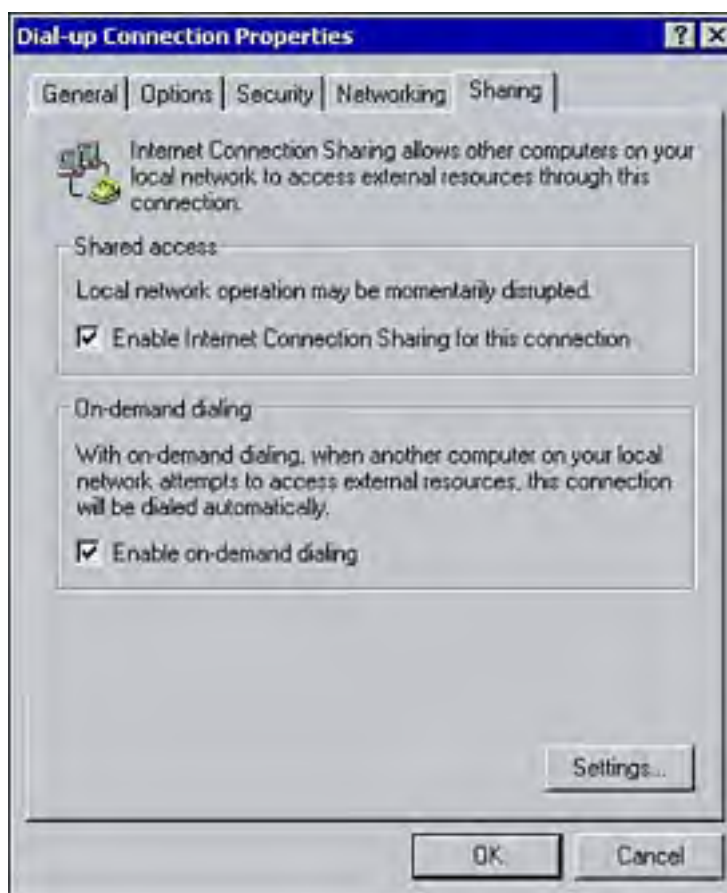 Dial-up Connection Properties
General Options Security Networking Sharing
Internet Connection Sharing allows other computers on your
local network to access external resources through this
connection.
Shared access
Local network operation may be momentarily disrupted.
Enable Internet Connection Sharing for this connection
On-demand dialing
With on-demand dialing, when another computer on your local
network attempts to access external resources, this connection
will be dialed automatically.
Enable on-demand dialing
Settings...
OK
Cancel